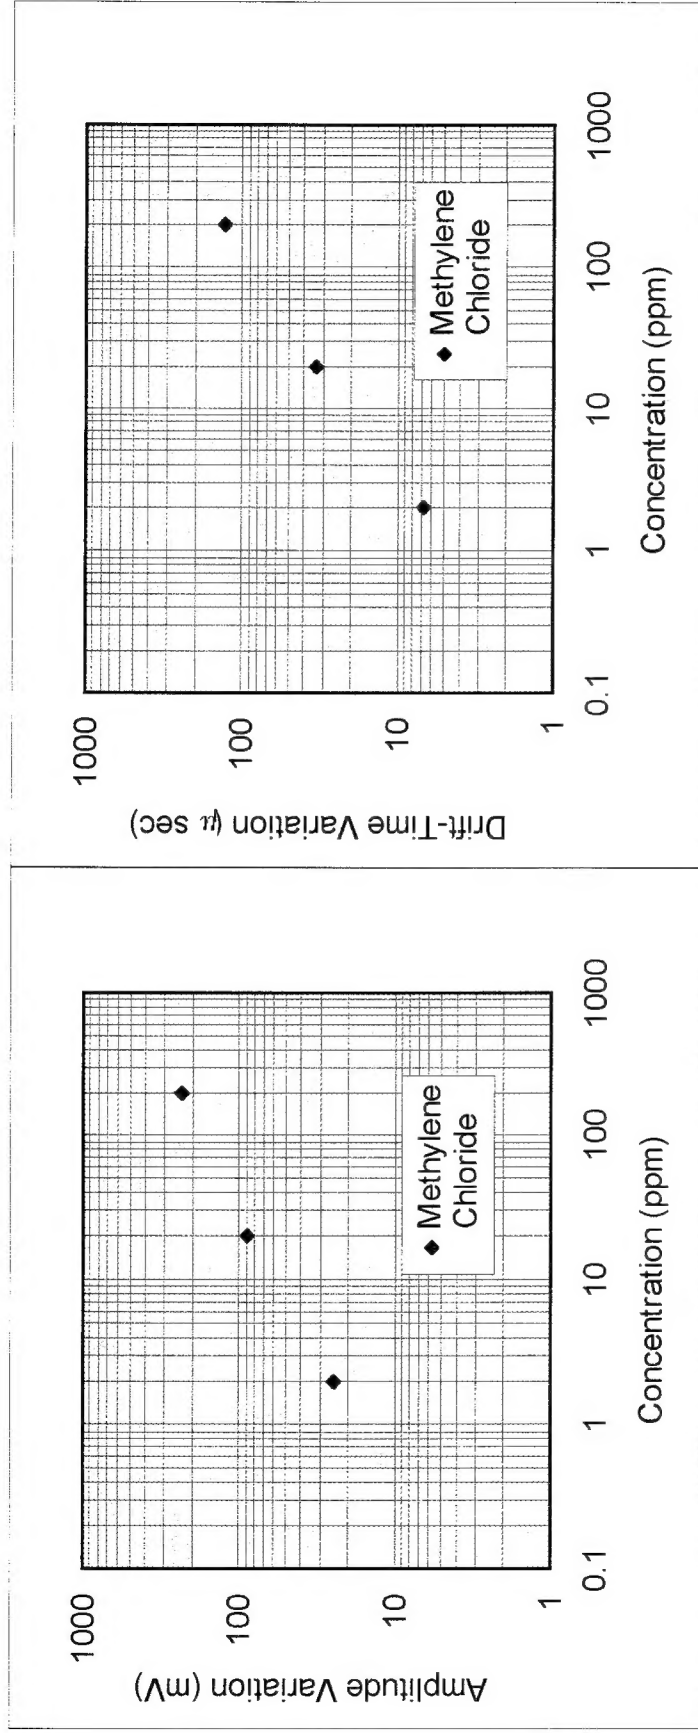 Amplitude Variation (mV)
1000
100
10
1
0.1
1
10
100
1000
Concentration (ppm)
Methylene
Chloride
Drift-Time Variation (μ sec)
1000
100
10
1
0.1
1
10
100
1000
Concentration (ppm)
Methylene
Chloride